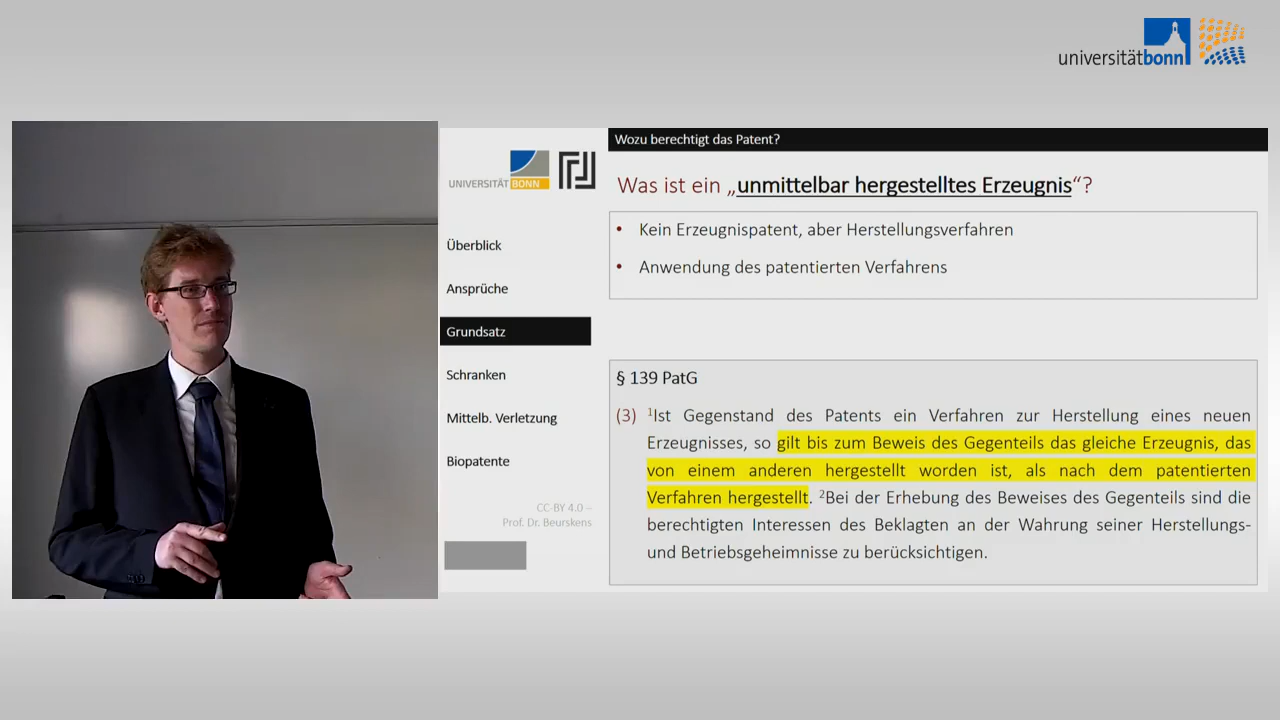 universitätbonn
Wozu berechtigt das Patent?
UNIVERSITÄT BONN
Was ist ein „unmittelbar hergestelltes Erzeugnis“?
• Kein Erzeugnispatent, aber Herstellungsverfahren
• Anwendung des patentierten Verfahrens
Überblick
Ansprüche
Grundsatz
Schranken
Mittelb. Verletzung
Biopatente
CC-BY 4.0 –
Prof. Dr. Beurskens
§ 139 PatG
(3) ¹Ist Gegenstand des Patents ein Verfahren zur Herstellung eines neuen
Erzeugnisses, so gilt bis zum Beweis des Gegenteils das gleiche Erzeugnis, das
von einem anderen hergestellt worden ist, als nach dem patentierten
Verfahren hergestellt. ²Bei der Erhebung des Beweises des Gegenteils sind die
berechtigten Interessen des Beklagten an der Wahrung seiner Herstellungs-
und Betriebsgeheimnisse zu berücksichtigen.